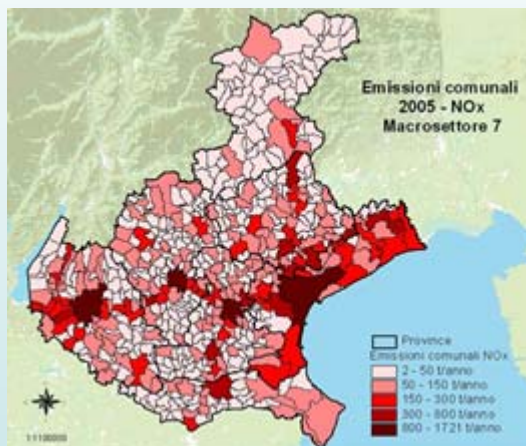 Emissioni comunali
2005 - NOx
Macrosettore 7
Province
Emissioni comunali NOx
2 - 50 t/anno
50 - 150 t/anno
150 - 300 t/anno
300 - 800 t/anno
800 - 1721 t/anno